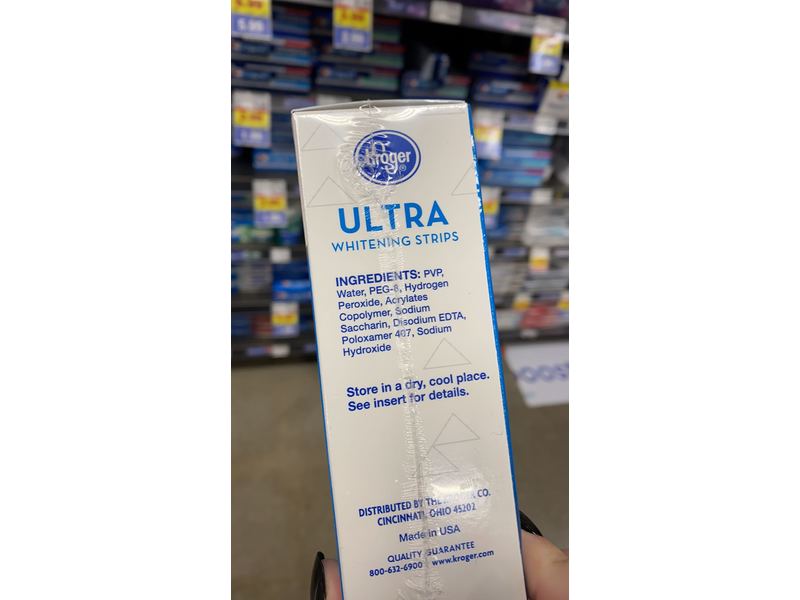 Kroger
ULTRA
WHITENING STRIPS
INGREDIENTS: PVP,
Water, PEG-8, Hydrogen
Peroxide, Acrylates
Copolymer, Sodium
Saccharin, Disodium EDTA,
Poloxamer 407, Sodium
Hydroxide
Store in a dry, cool place.
See insert for details.
DISTRIBUTED BY THE KROGER CO.
CINCINNATI, OHIO 45202
Made in USA
QUALITY GUARANTEE
800-632-6900 www.kroger.com